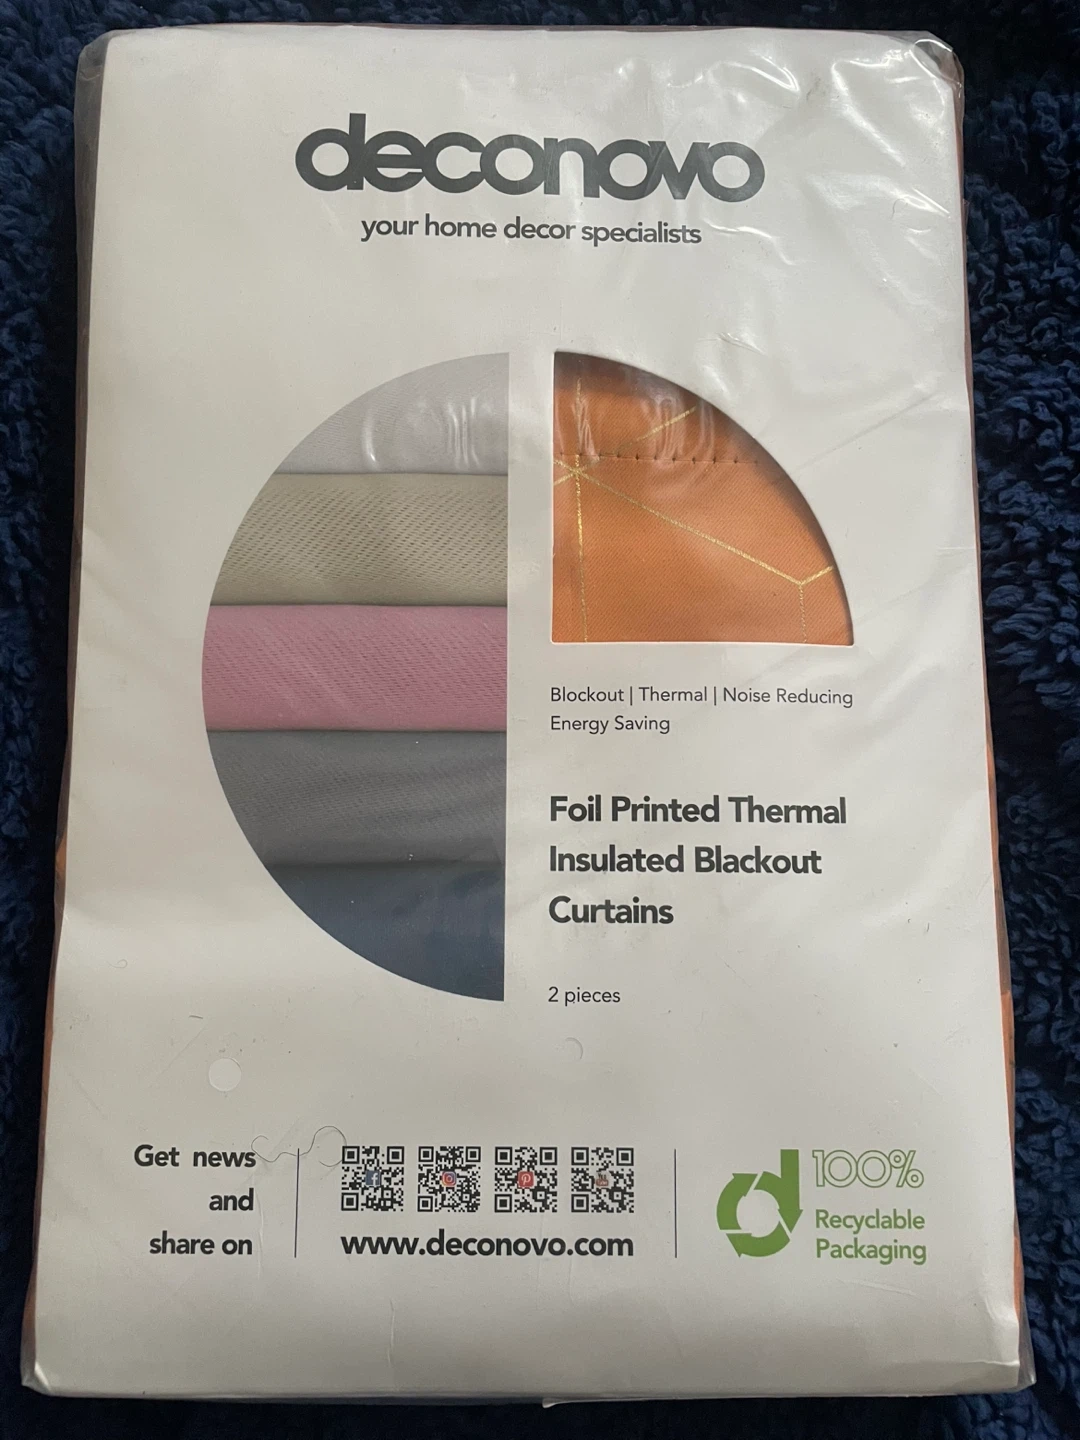 deconovo
your home decor specialists
Blockout | Thermal | Noise Reducing
Energy Saving
Foil Printed Thermal
Insulated Blackout
Curtains
2 pieces
Get news
and
share on
www.deconovo.com
100%
Recyclable
Packaging